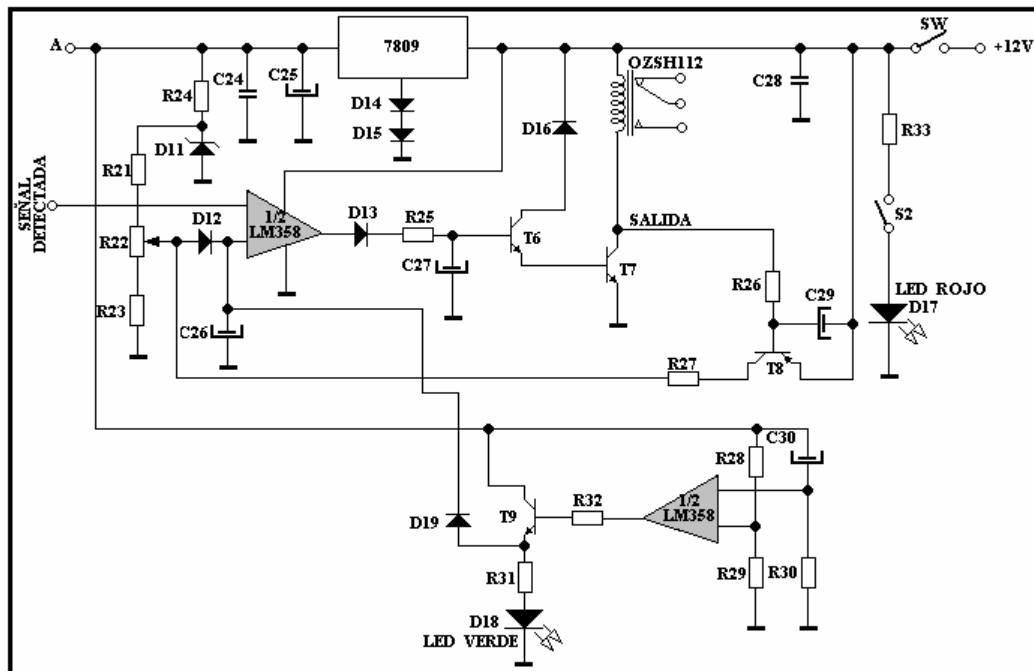 SW
A
7809
+12V
OZSH112
C24
C25
C28
R24
D14
D15
D16
R33
D11
R21
SEÑAL
DETECTADA
D12
1/2
LM358
D13
R25
S2
R22
T6
SALIDA
C27
T7
R26
C29
LED ROJO
D17
R23
C26
R27
T8
C30
R28
1/2
LM358
R32
D19
T9
R31
R29
R30
D18
LED VERDE